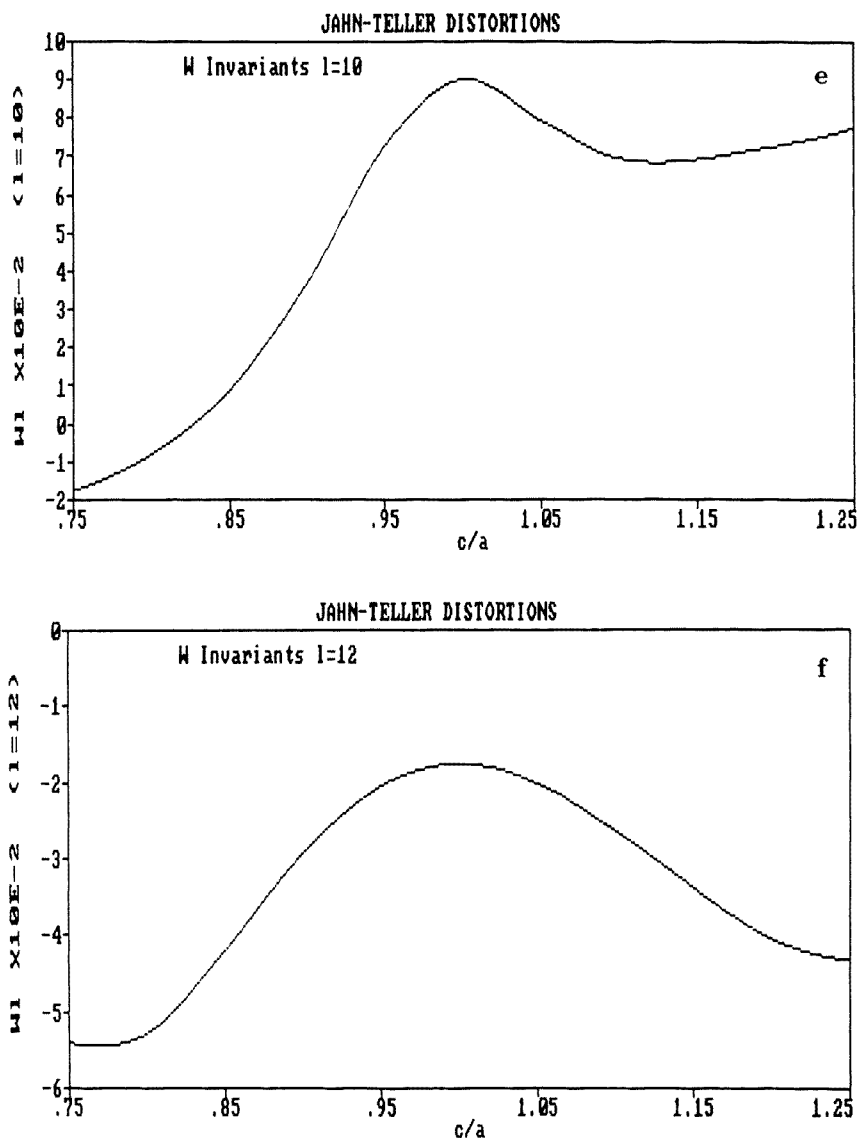 JAHN-TELLER DISTORTIONS
W Invariants l=10
e
10
9
8
7
6
5
4
3
2
1
0
-1
-2
W1 X10E-2 <l=10>
.75 .85 .95 1.05 1.15 1.25
c/a
JAHN-TELLER DISTORTIONS
W Invariants l=12
f
0
-1
-2
-3
-4
-5
-6
W1 X10E-2 <l=12>
.75 .85 .95 1.05 1.15 1.25
c/a